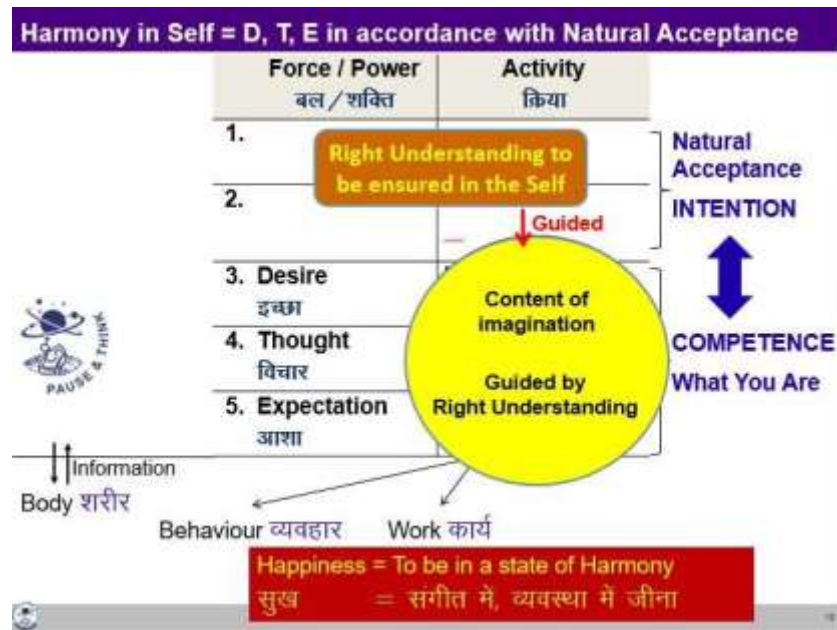 Harmony in Self = D, T, E in accordance with Natural Acceptance
Force / Power
बल / शक्ति
Activity
क्रिया
1.
Right Understanding to
be ensured in the Self
Natural
Acceptance
2.
INTENTION
Guided
3. Desire
इच्छा
Content of
imagination
4. Thought
विचार
COMPETENCE
Guided by
Right Understanding
What You Are
5. Expectation
आशा
PAUSE & THINK
Information
Body शरीर
Behaviour व्यवहार
Work कार्य
Happiness = To be in a state of Harmony
सुख = संगीत में, व्यवस्था में जीना